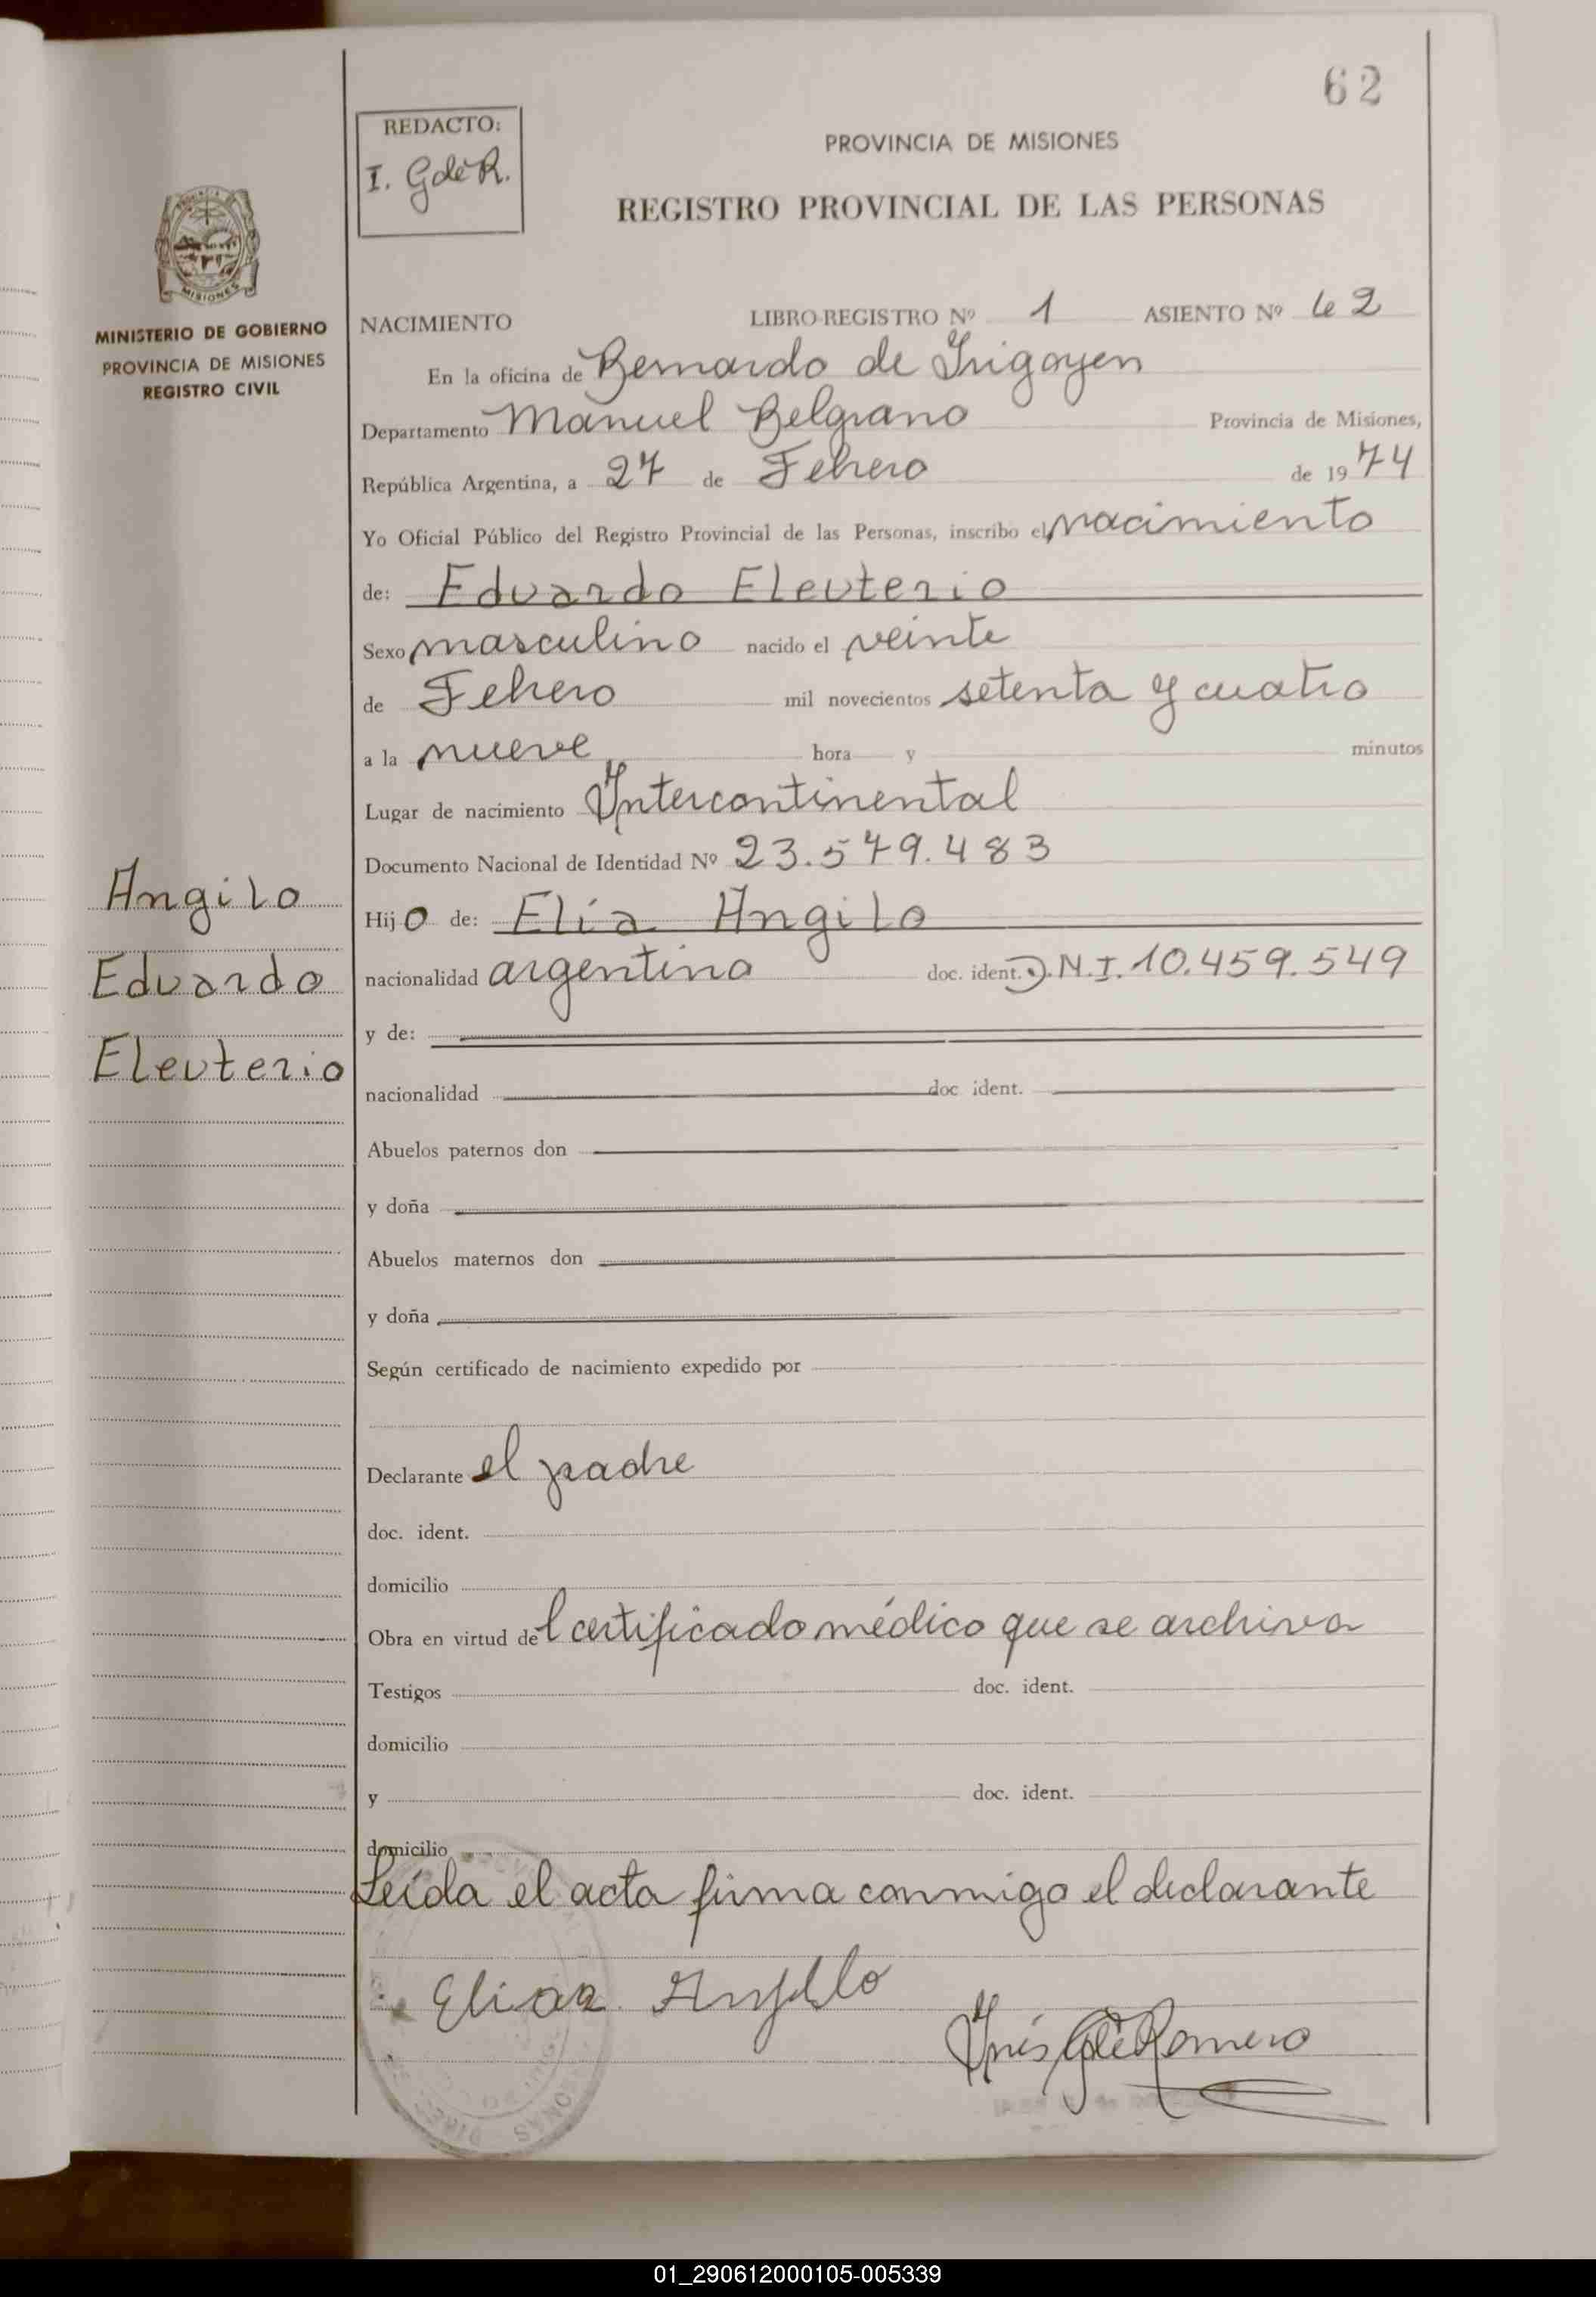 62
REDACTO:
I. G de R.
PROVINCIA DE MISIONES
REGISTRO PROVINCIAL DE LAS PERSONAS
MISIONES
MINISTERIO DE GOBIERNO
PROVINCIA DE MISIONES
REGISTRO CIVIL
NACIMIENTO LIBRO-REGISTRO Nº 1 ASIENTO Nº 62
En la oficina de Bernardo de Irigoyen
Departamento Manuel Belgrano Provincia de Misiones,
República Argentina, a 27 de Febrero de 1974
Yo Oficial Público del Registro Provincial de las Personas, inscribo el nacimiento
de: Eduardo Eleuterio
Sexo masculino nacido el veinte
de Febrero mil novecientos setenta y cuatro
a la nueve hora y minutos
Lugar de nacimiento Intercontinental
Documento Nacional de Identidad Nº 23.579.483
Angilo
Eduardo
Eleuterio
Hijo de: Elía Angilo
nacionalidad argentina doc. ident. D.N.I. 10.459.549
y de:
nacionalidad doc. ident.
Abuelos paternos don
y doña
Abuelos maternos don
y doña
Según certificado de nacimiento expedido por
Declarante el padre
doc. ident.
domicilio
Obra en virtud del certificado médico que se archiva
Testigos doc. ident.
domicilio
y doc. ident.
domicilio
Leída el acta firma conmigo el declarante
Inés G de Romero
01_290612000105-005339